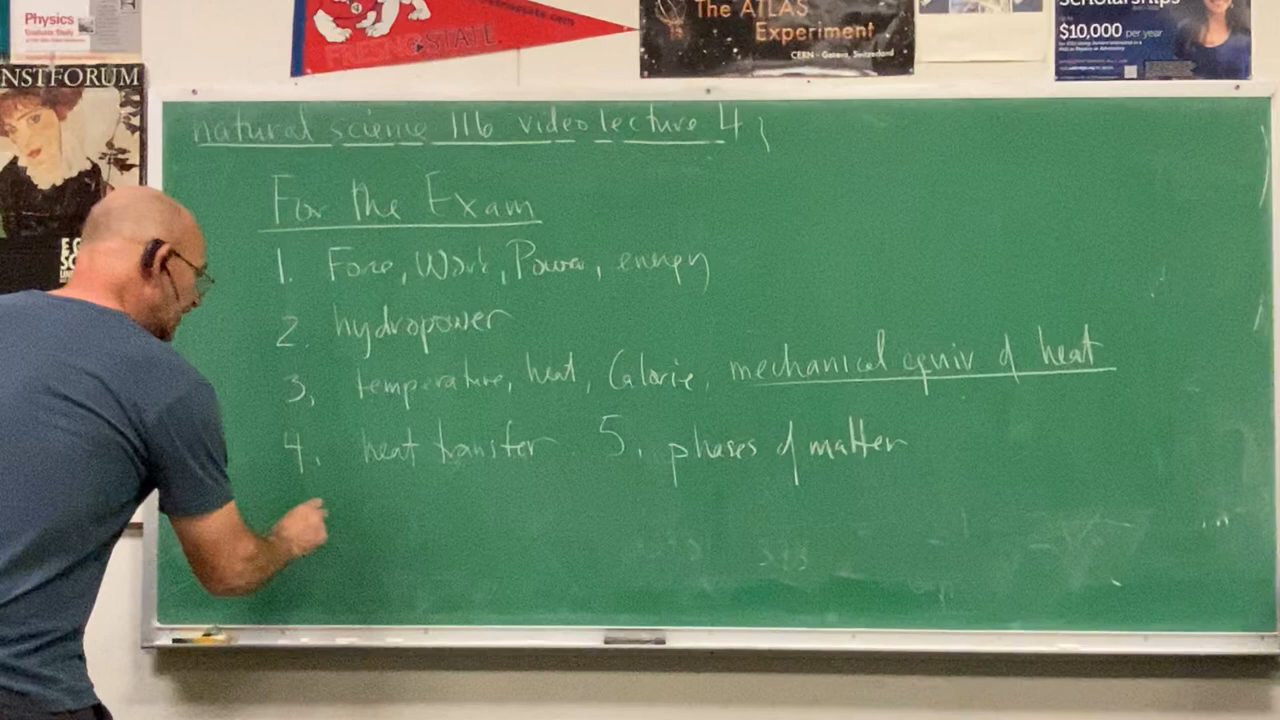 Physics
Graduate Study
STATE
The ATLAS
Experiment
CERN - Geneva, Switzerland
Scholarships
$10,000 per year
NSTFORUM
natural science 116 video lecture 4
For the Exam
1. Force, Work, Power, energy
2. hydropower
3, temperature, heat, Calorie, mechanical equiv of heat
4. heat transfer 5. phases of matter